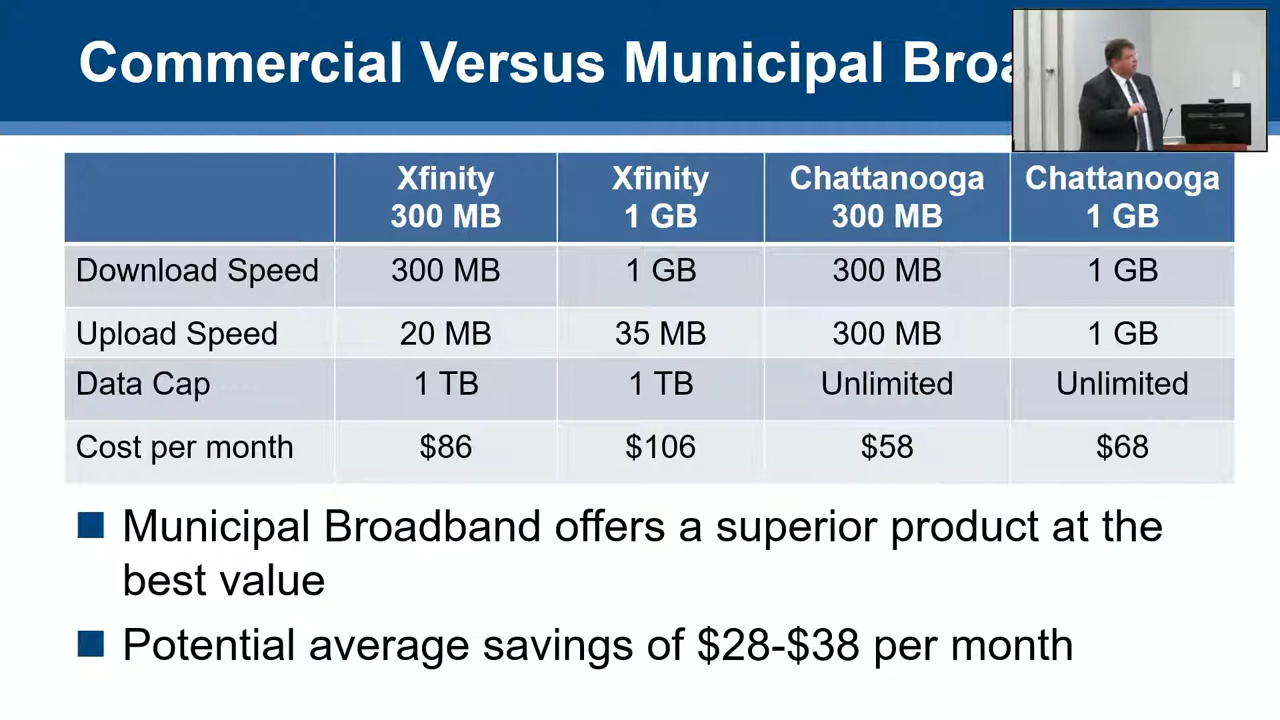 Commercial Versus Municipal
Xfinity 300 MB
Xfinity 1 GB
Chattanooga 300 MB
Chattanooga 1 GB
Download Speed 300 MB 1 GB 300 MB 1 GB
Upload Speed 20 MB 35 MB 300 MB 1 GB
Data Cap 1 TB 1 TB Unlimited Unlimited
Cost per month $86 $106 $58 $68
Municipal Broadband offers a superior product at the
best value
Potential average savings of $28-$38 per month